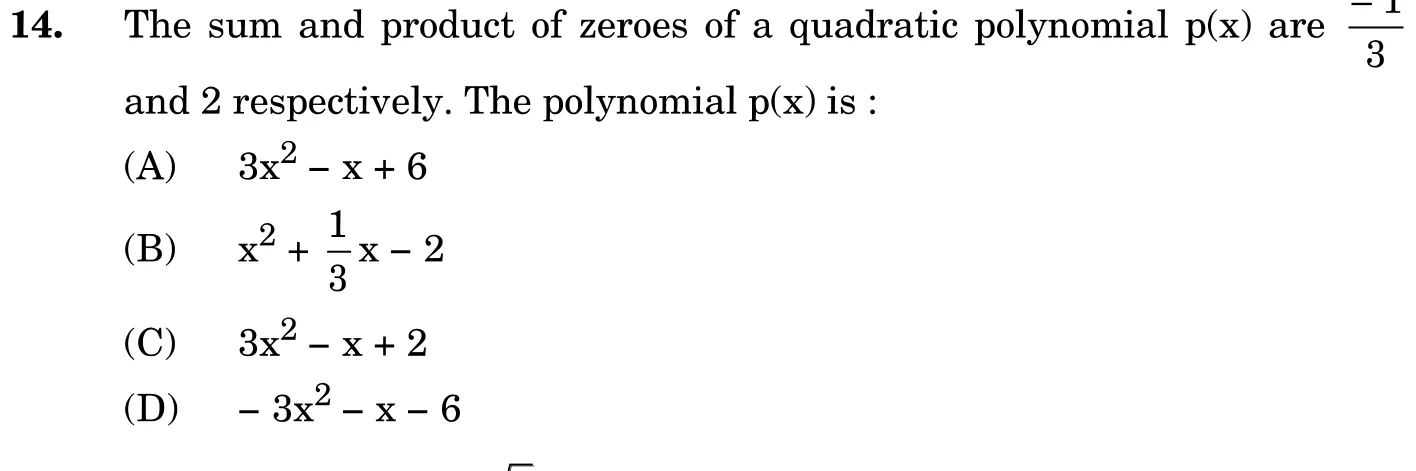 14. The sum and product of zeroes of a quadratic polynomial p(x) are −1/3
and 2 respectively. The polynomial p(x) is :
(A) 3x² – x + 6
(B) x² + 1/3 x – 2
(C) 3x² – x + 2
(D) – 3x² – x – 6